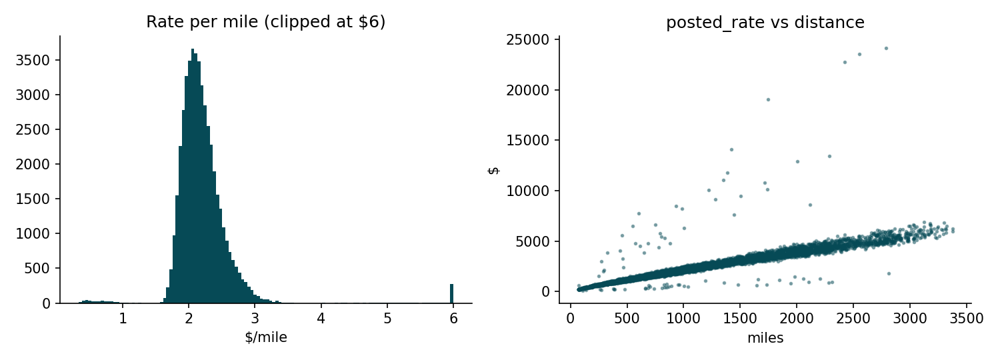 Rate per mile (clipped at $6)
3500
3000
2500
2000
1500
1000
500
0
1 2 3 4 5 6
$/mile
posted_rate vs distance
$
25000
20000
15000
10000
5000
0
0 500 1000 1500 2000 2500 3000 3500
miles